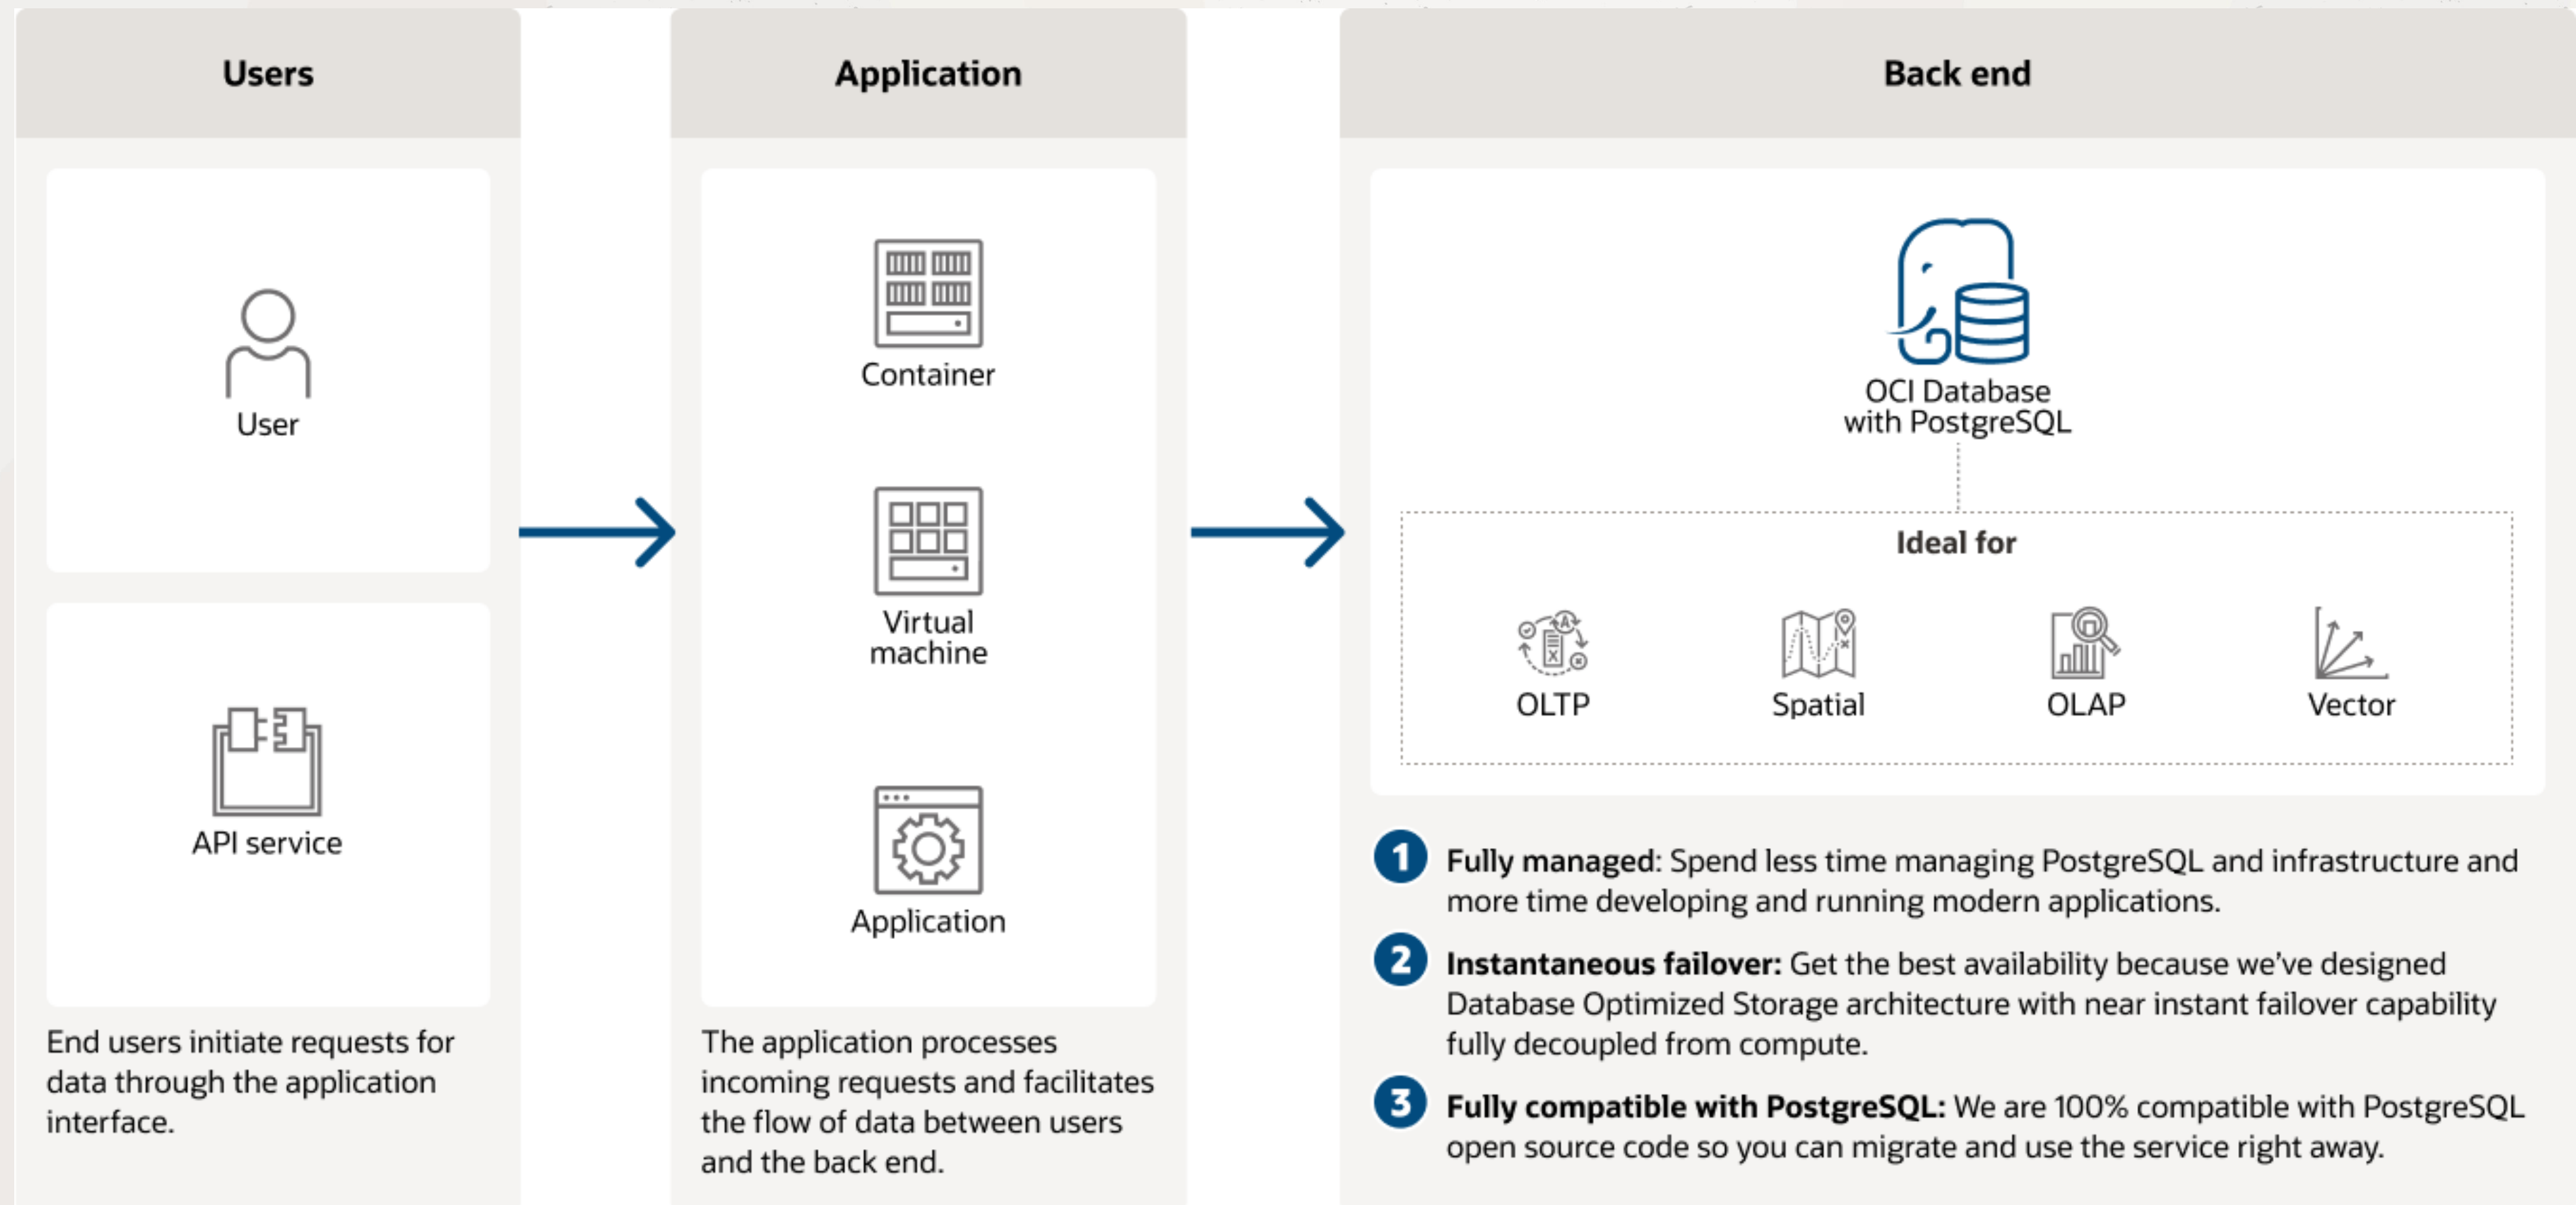 Users
User
API service
End users initiate requests for
data through the application
interface.
Application
Container
Virtual
machine
Application
The application processes
incoming requests and facilitates
the flow of data between users
and the back end.
Back end
OCI Database
with PostgreSQL
Ideal for
OLTP
Spatial
OLAP
Vector
1 Fully managed: Spend less time managing PostgreSQL and infrastructure and
more time developing and running modern applications.
2 Instantaneous failover: Get the best availability because we've designed
Database Optimized Storage architecture with near instant failover capability
fully decoupled from compute.
3 Fully compatible with PostgreSQL: We are 100% compatible with PostgreSQL
open source code so you can migrate and use the service right away.